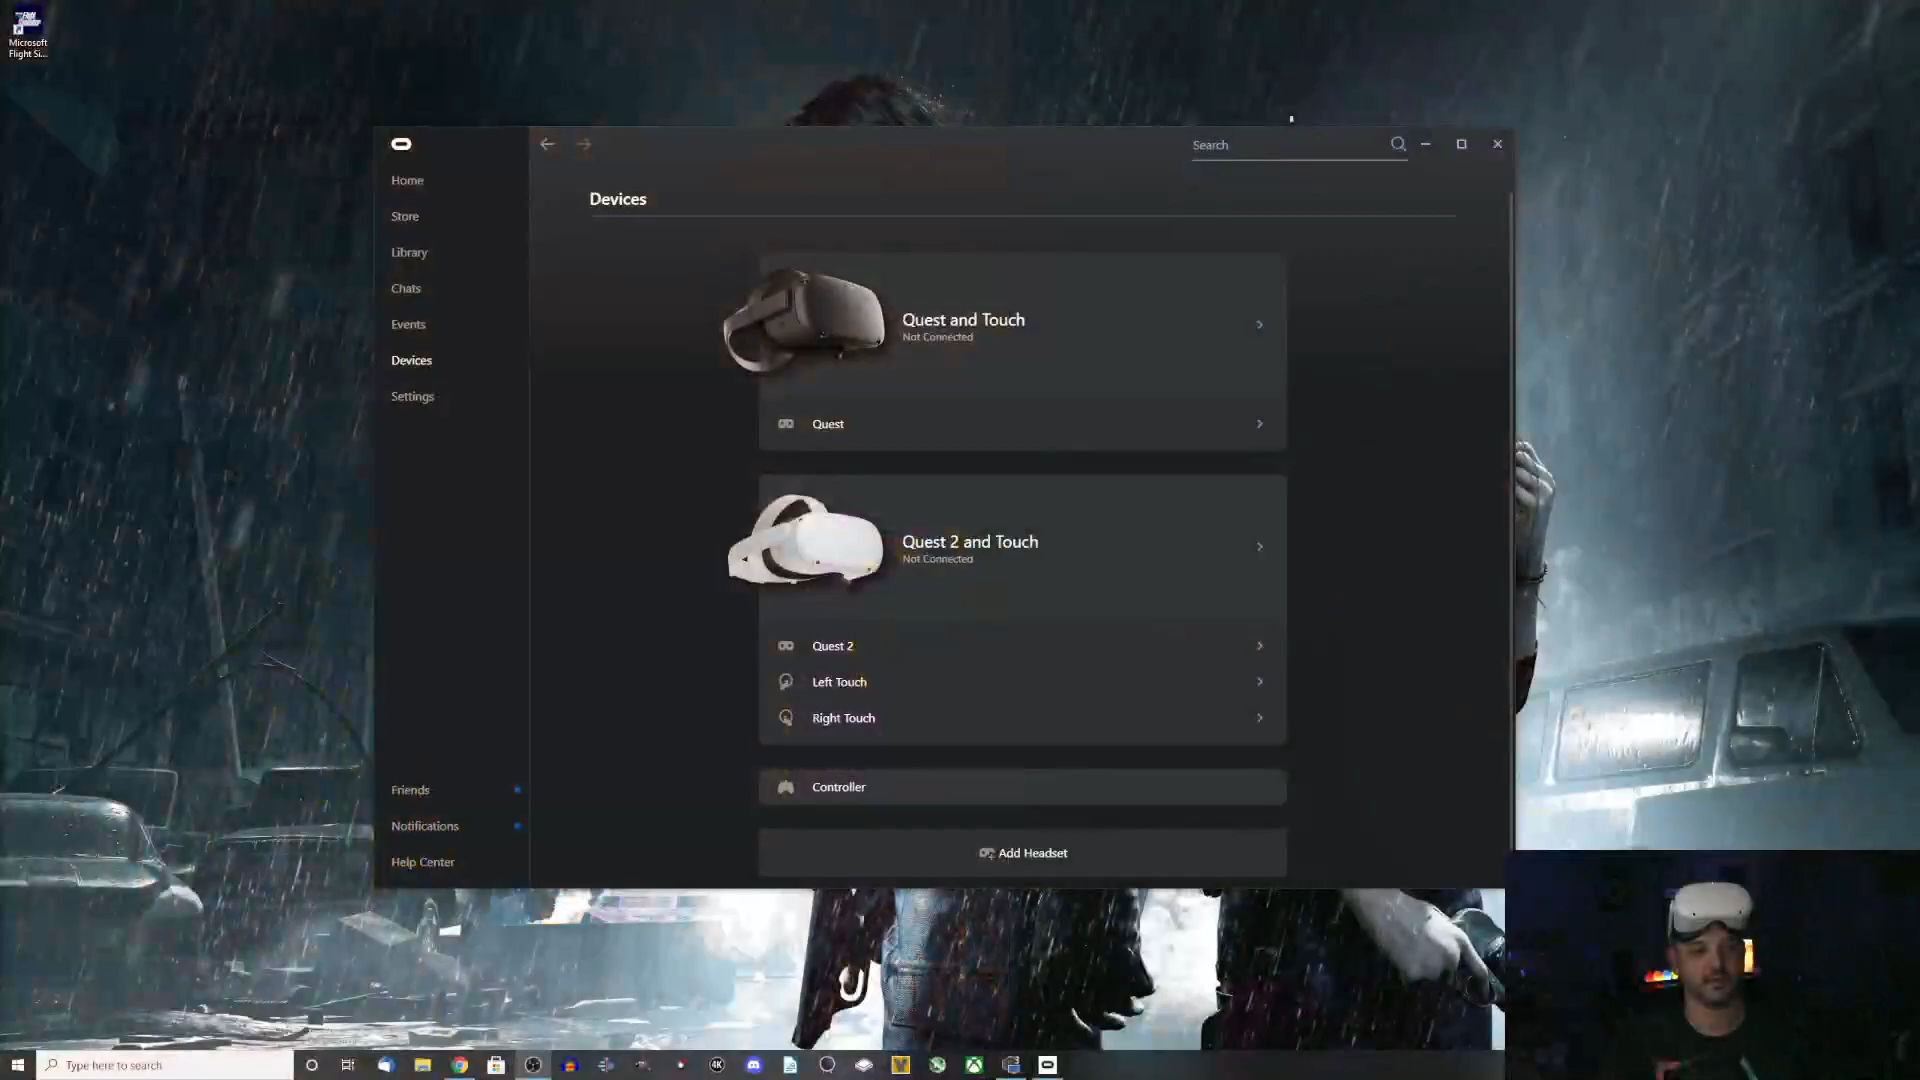 Microsoft
Flight Si...
Search
Home
Store
Library
Chats
Events
Devices
Settings
Friends
Notifications
Help Center
Devices
Quest and Touch
Not Connected
Quest
Quest 2 and Touch
Not Connected
Quest 2
Left Touch
Right Touch
Controller
Add Headset
Type here to search
4K